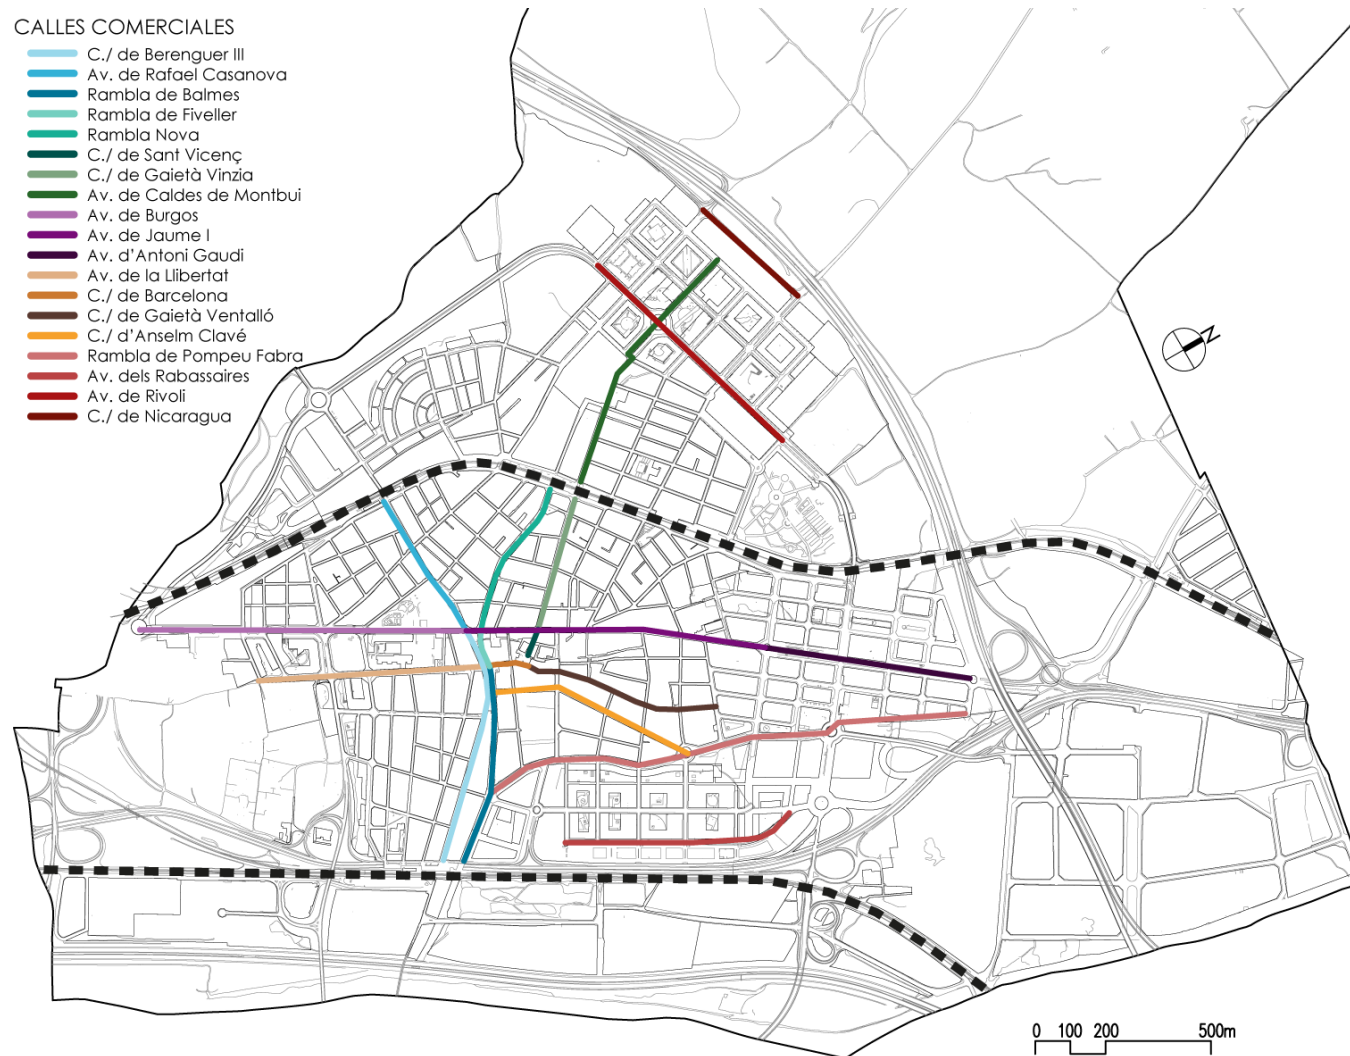 CALLES COMERCIALES
C./ de Berenguer III
Av. de Rafael Casanova
Rambla de Balmes
Rambla de Fiveller
Rambla Nova
C./ de Sant Vicenç
C./ de Gaietà Vinzia
Av. de Caldes de Montbui
Av. de Burgos
Av. de Jaume I
Av. d'Antoni Gaudi
Av. de la Llibertat
C./ de Barcelona
C./ de Gaietà Ventalló
C./ d'Anselm Clavé
Rambla de Pompeu Fabra
Av. dels Rabassaires
Av. de Rivoli
C./ de Nicaragua
N
0 100 200 500m